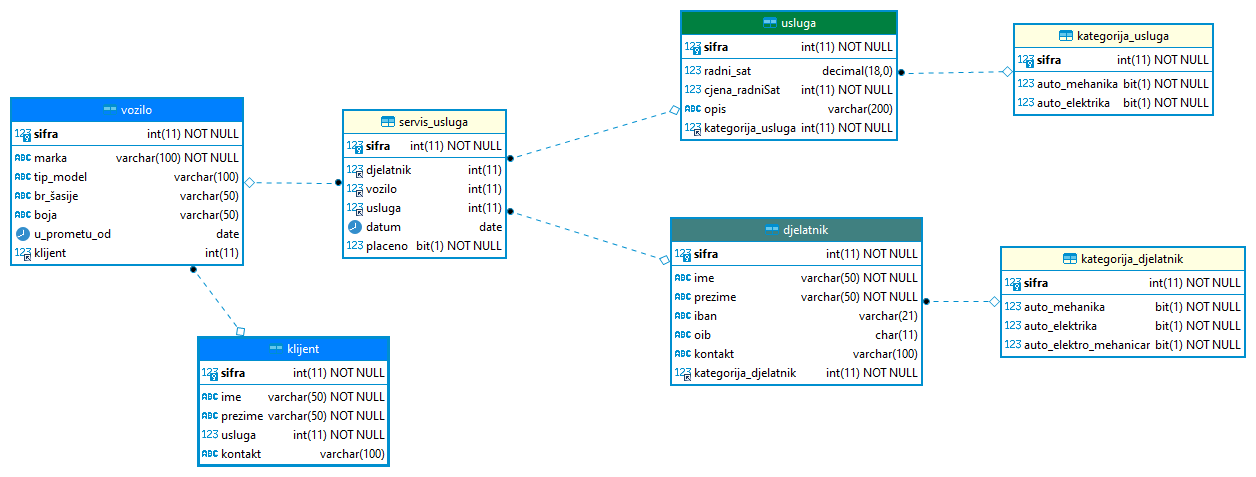 vozilo
sifra int(11) NOT NULL
marka varchar(100) NOT NULL
tip_model varchar(100)
br_šasije varchar(50)
boja varchar(50)
u_prometu_od date
klijent int(11)
klijent
sifra int(11) NOT NULL
ime varchar(50) NOT NULL
prezime varchar(50) NOT NULL
usluga int(11) NOT NULL
kontakt varchar(100)
servis_usluga
sifra int(11) NOT NULL
djelatnik int(11)
vozilo int(11)
usluga int(11)
datum date
placeno bit(1) NOT NULL
usluga
sifra int(11) NOT NULL
radni_sat decimal(18,0)
cjena_radniSat int(11) NOT NULL
opis varchar(200)
kategorija_usluga int(11) NOT NULL
kategorija_usluga
sifra int(11) NOT NULL
auto_mehanika bit(1) NOT NULL
auto_elektrika bit(1) NOT NULL
djelatnik
sifra int(11) NOT NULL
ime varchar(50) NOT NULL
prezime varchar(50) NOT NULL
iban varchar(21)
oib char(11)
kontakt varchar(100)
kategorija_djelatnik int(11) NOT NULL
kategorija_djelatnik
sifra int(11) NOT NULL
auto_mehanika bit(1) NOT NULL
auto_elektrika bit(1) NOT NULL
auto_elektro_mehanicar bit(1) NOT NULL